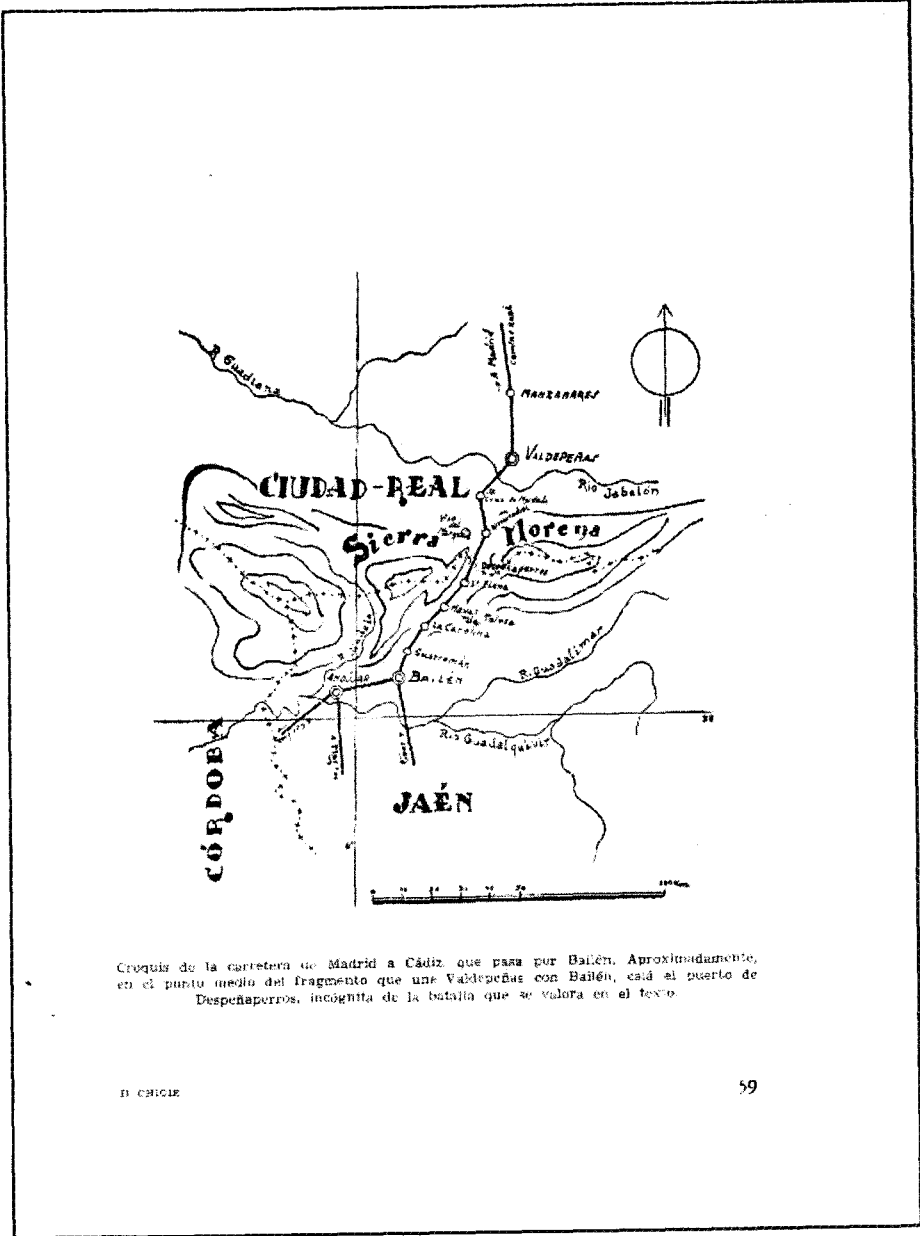 R. Guadiana
A Madrid
MANZANARES
VALDEPEÑAS
CIUDAD-REAL
Río Jabalón
Sierra Morena
Despeñaperros
Sta Elena
La Carolina
Guarromán
R. Guadalimar
ANDÚJAR
BAILÉN
Río Guadalquivir
CÓRDOBA
JAÉN
Croquis de la carretera de Madrid a Cádiz que pasa por Bailén. Aproximadamente,
en el punto medio del fragmento que une Valdepeñas con Bailén, está el puerto de
Despeñaperros, incógnita de la batalla que se valora en el texto
59